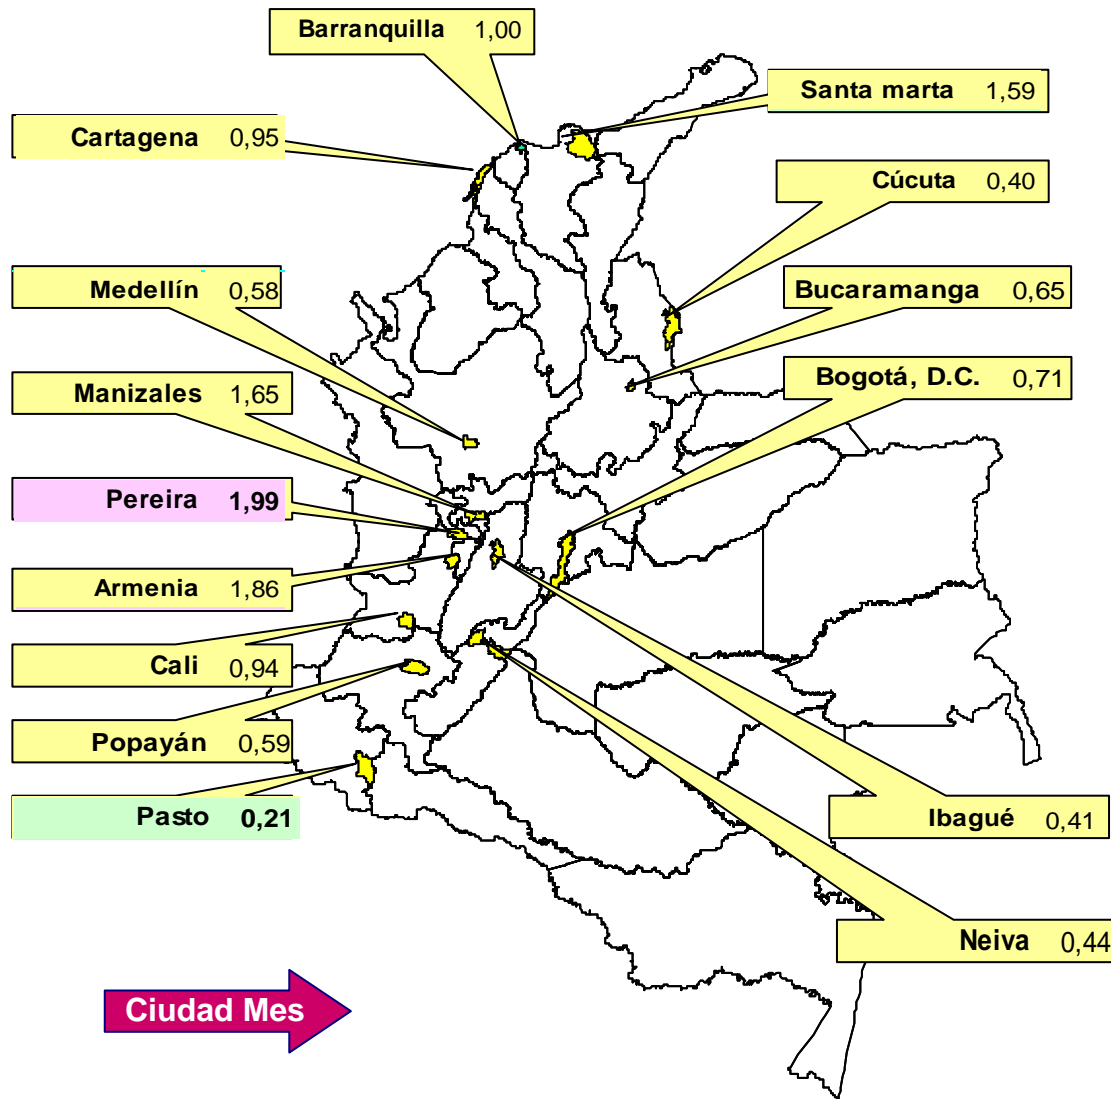 Barranquilla 1,00
Santa marta 1,59
Cartagena 0,95
Cúcuta 0,40
Medellín 0,58
Bucaramanga 0,65
Manizales 1,65
Bogotá, D.C. 0,71
Pereira 1,99
Armenia 1,86
Cali 0,94
Popayán 0,59
Pasto 0,21
Ibagué 0,41
Neiva 0,44
Ciudad Mes